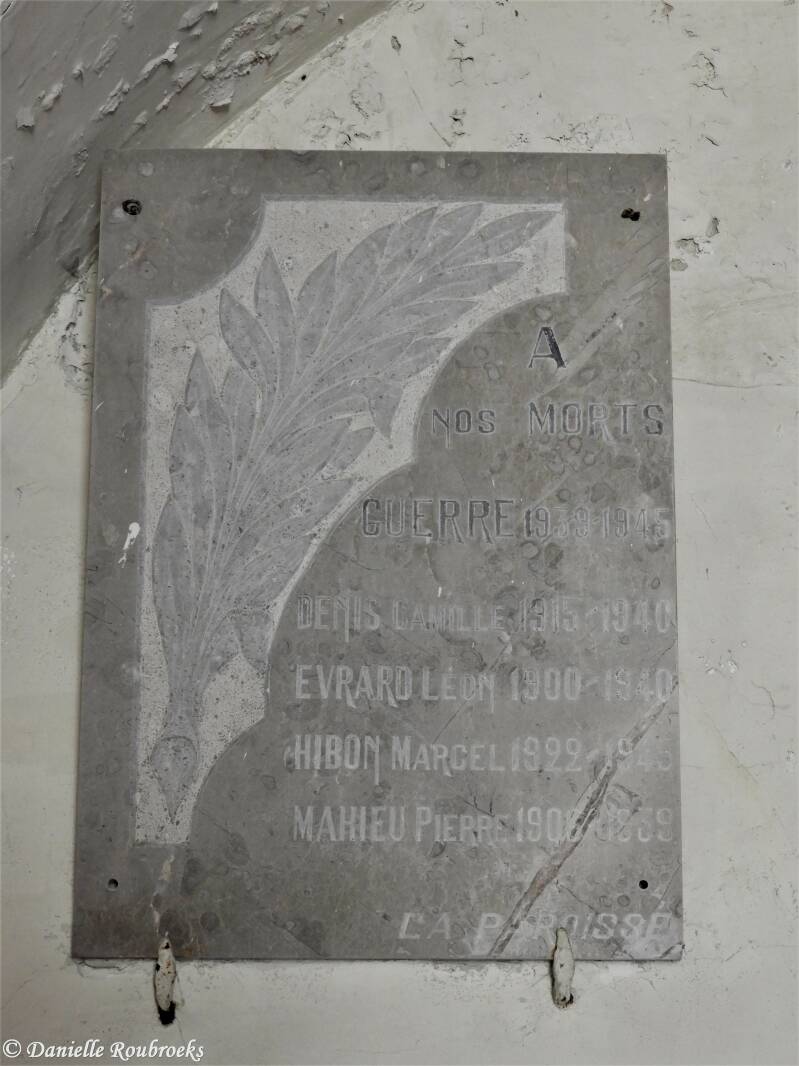 A
NOS MORTS
GUERRE 1939-1945
DENIS CAMILLE 1915-1940
EVRARD LÉON 1900-1940
HIBON MARCEL 1922-1945
MAHIEU PIERRE 1908-1939
LA PAROISSE
© Danielle Roubroeks